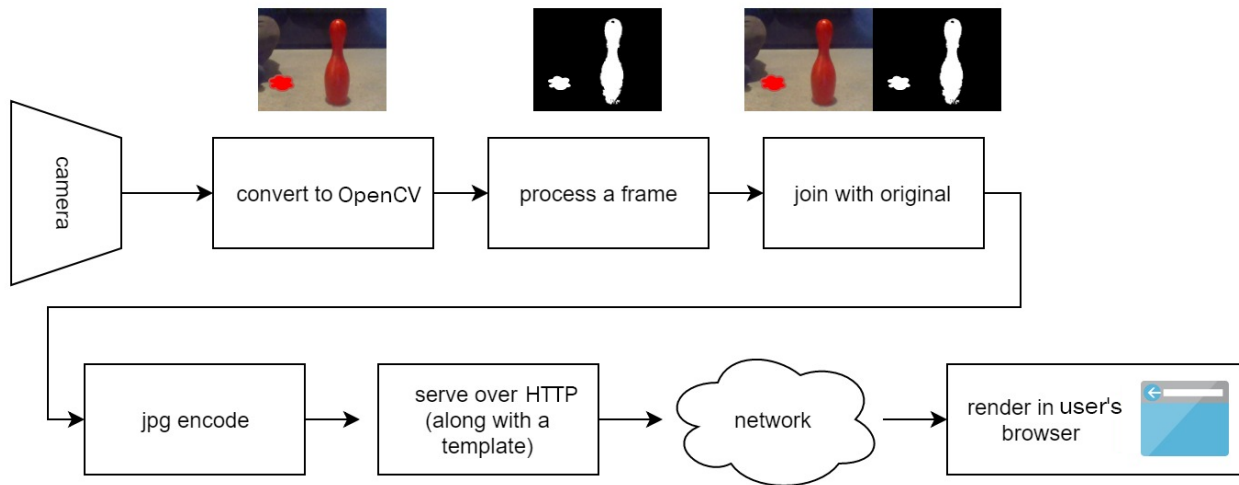 camera
convert to OpenCV
process a frame
join with original
jpg encode
serve over HTTP
(along with a
template)
network
render in user's
browser